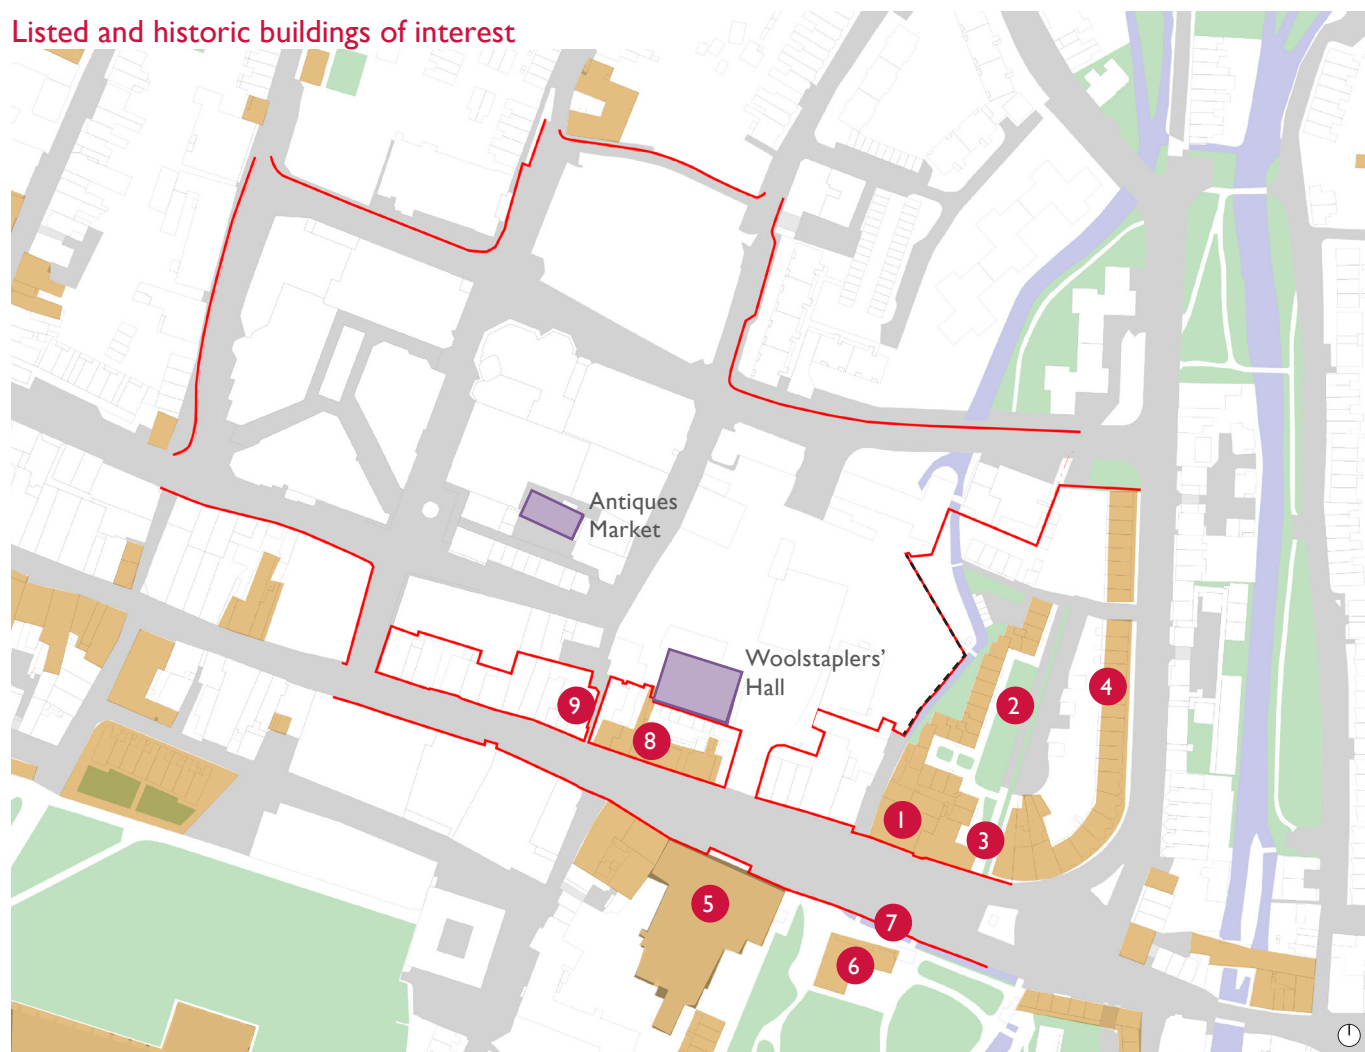 Listed and historic buildings of interest
Antiques
Market
Woolstaplers'
Hall
2
4
9
8
1
3
5
7
6